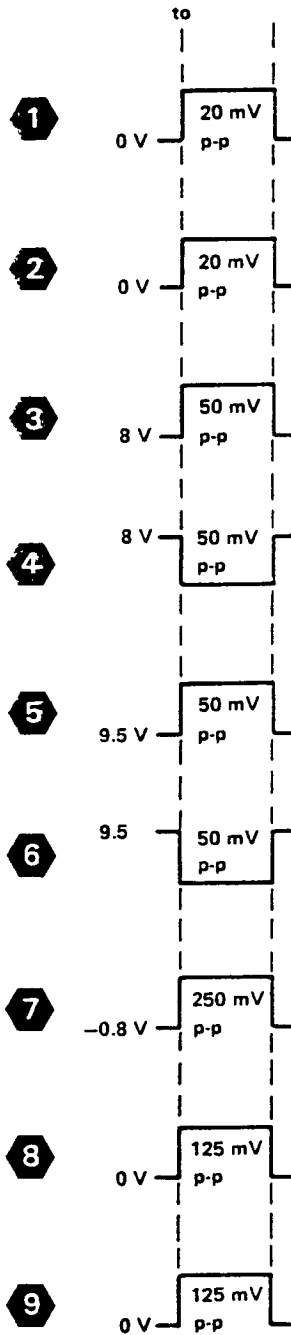 to
1
20 mV
0 V
p-p
2
20 mV
0 V
p-p
3
50 mV
8 V
p-p
8 V
50 mV
4
p-p
5
50 mV
9.5 V
p-p
9.5
50 mV
6
p-p
7
250 mV
−0.8 V
p-p
8
125 mV
0 V
p-p
9
125 mV
0 V
p-p